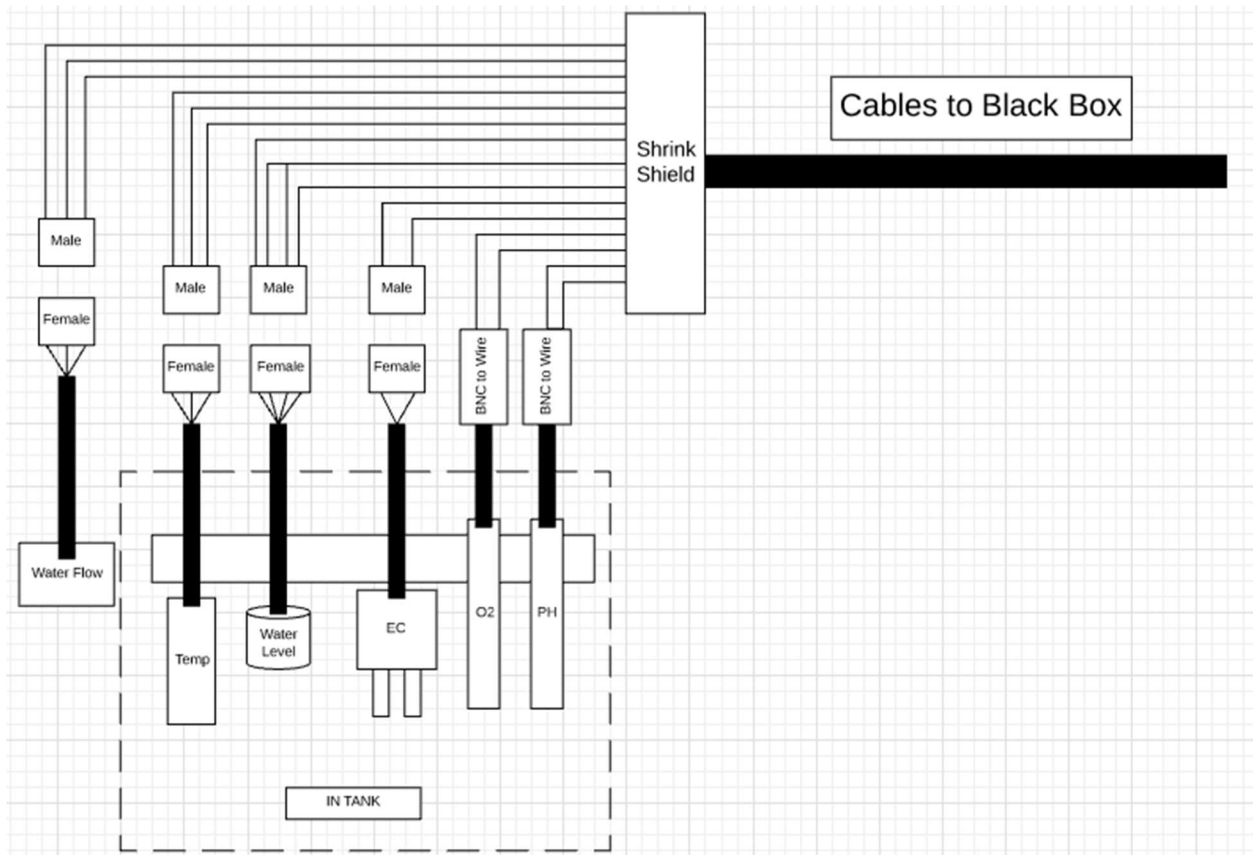 Cables to Black Box
Shrink
Shield
Male
Male
Male
Male
Female
Female
Female
Female
BNC to Wire
BNC to Wire
Water Flow
Temp
Water
Level
EC
O2
PH
IN TANK